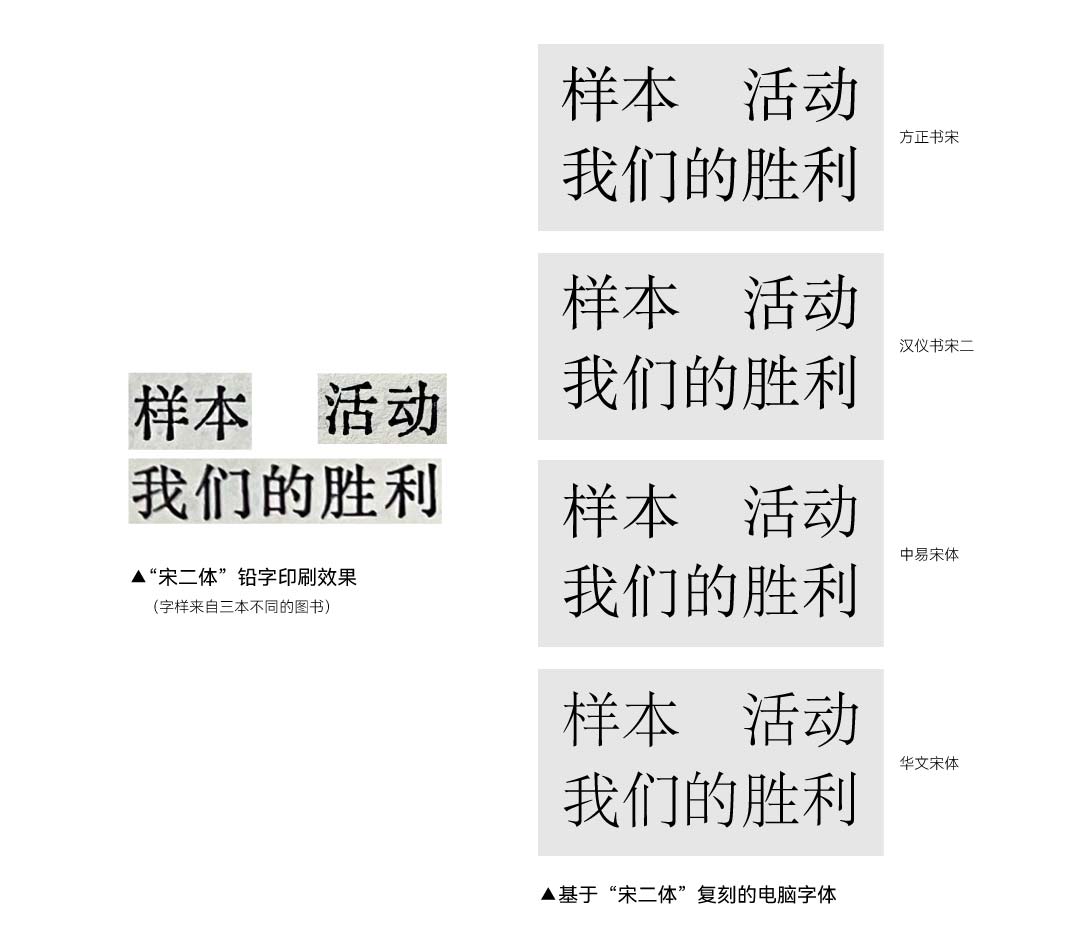 样本 活动
我们的胜利
▲“宋二体”铅字印刷效果
（字样来自三本不同的图书）
样本 活动
我们的胜利
方正书宋
样本 活动
我们的胜利
汉仪书宋二
样本 活动
我们的胜利
中易宋体
样本 活动
我们的胜利
华文宋体
▲基于“宋二体”复刻的电脑字体